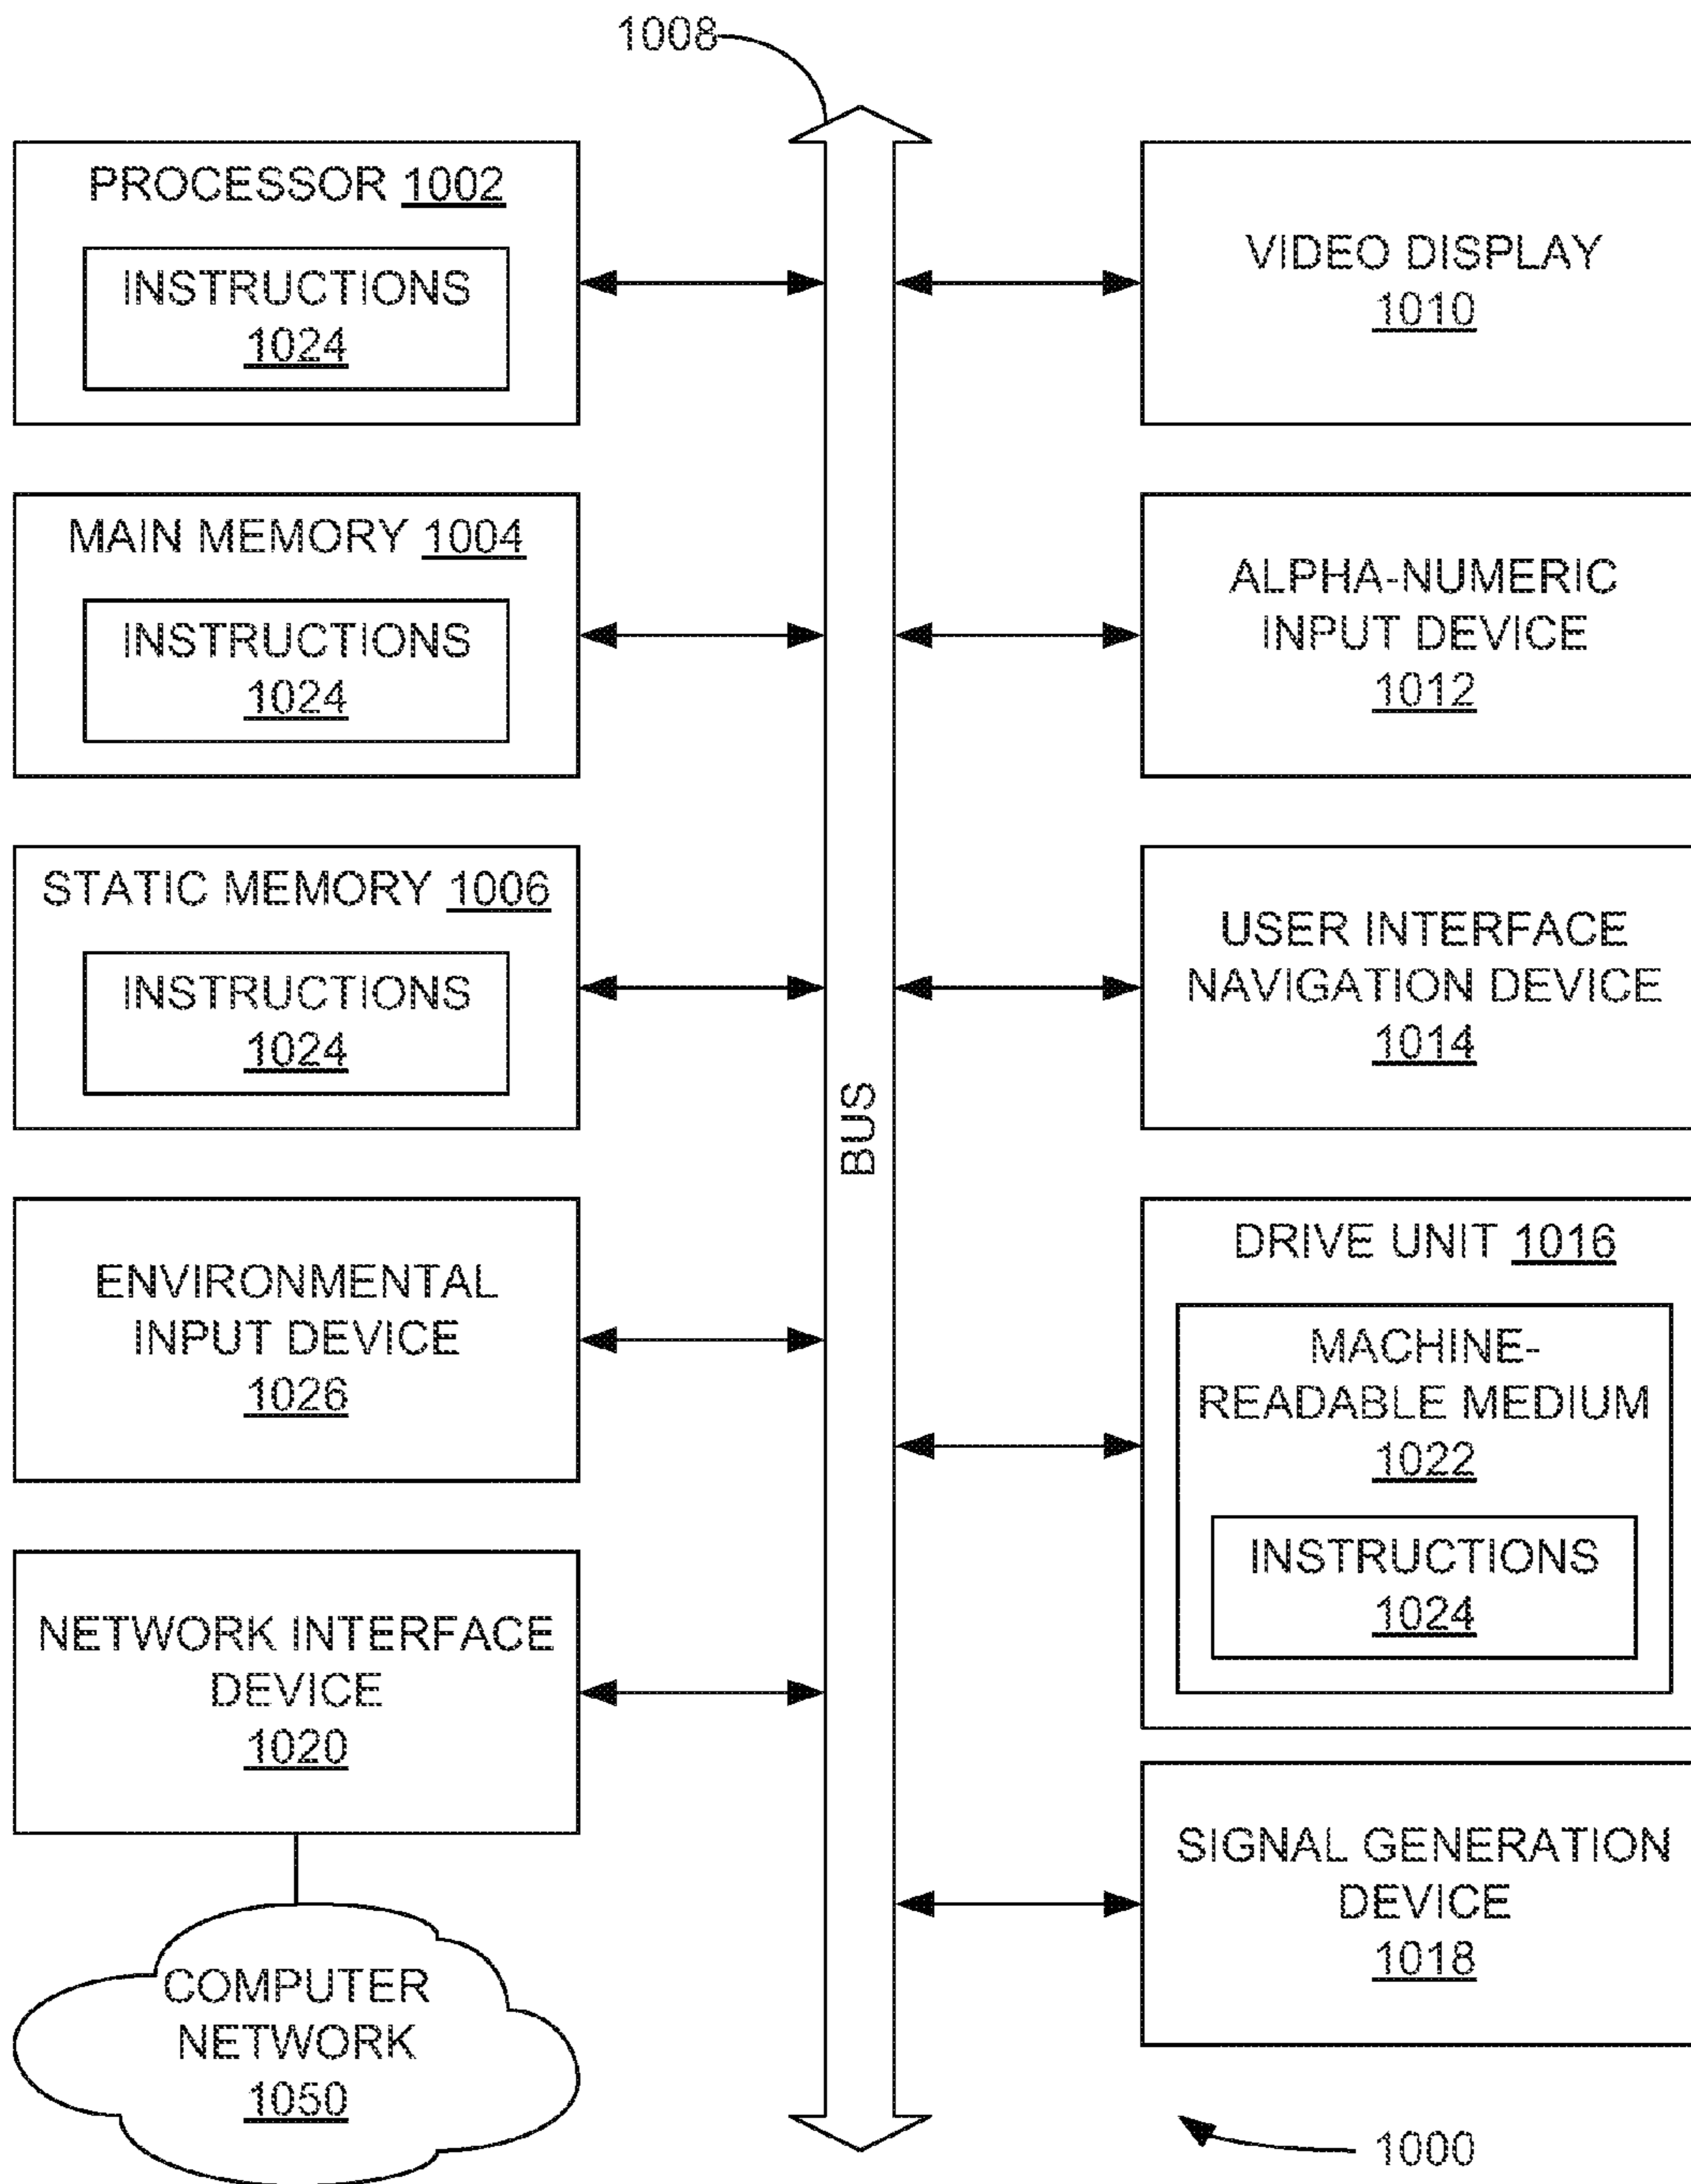 1008
PROCESSOR 1002
INSTRUCTIONS
1024
MAIN MEMORY 1004
INSTRUCTIONS
1024
STATIC MEMORY 1006
INSTRUCTIONS
1024
ENVIRONMENTAL
INPUT DEVICE
1026
NETWORK INTERFACE
DEVICE
1020
COMPUTER
NETWORK
1050
BUS
VIDEO DISPLAY
1010
ALPHA-NUMERIC
INPUT DEVICE
1012
USER INTERFACE
NAVIGATION DEVICE
1014
DRIVE UNIT 1016
MACHINE-
READABLE MEDIUM
1022
INSTRUCTIONS
1024
SIGNAL GENERATION
DEVICE
1018
1000